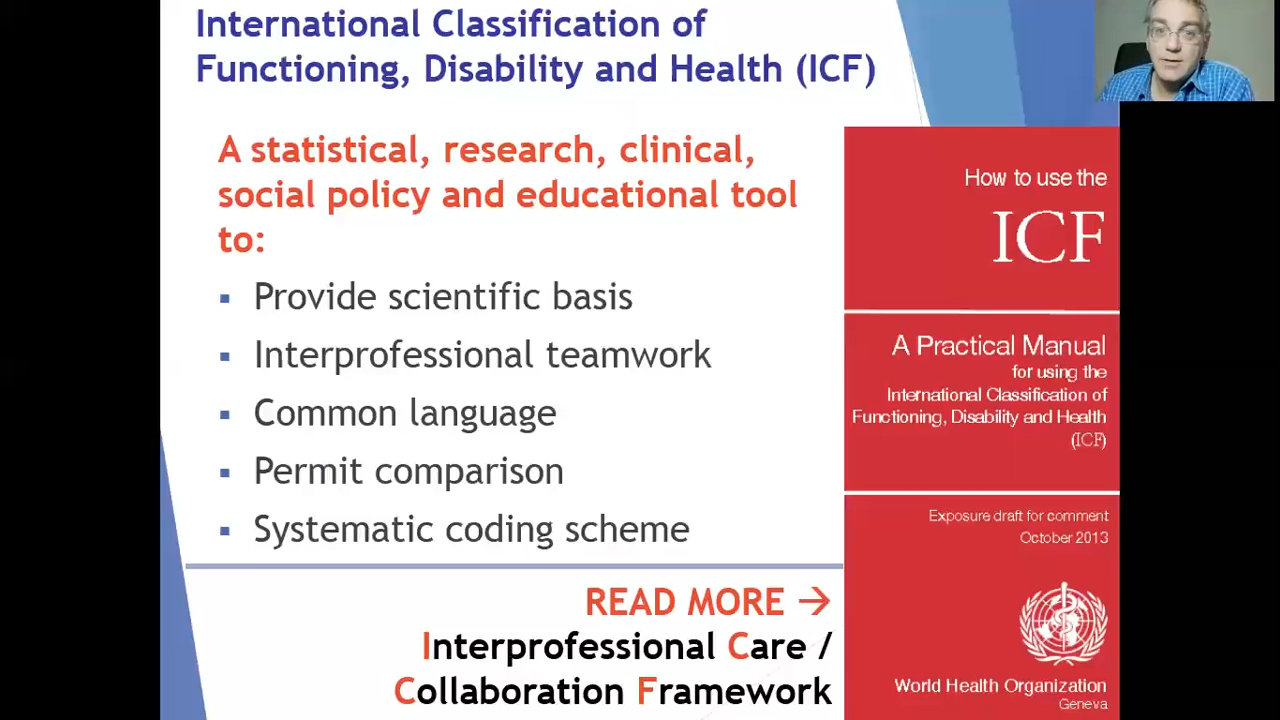 International Classification of
Functioning, Disability and Health (ICF)
A statistical, research, clinical,
social policy and educational tool
to:
▪ Provide scientific basis
▪ Interprofessional teamwork
▪ Common language
▪ Permit comparison
▪ Systematic coding scheme
READ MORE →
Interprofessional Care /
Collaboration Framework
How to use the
ICF
A Practical Manual
for using the
International Classification of
Functioning, Disability and Health
(ICF)
Exposure draft for comment
October 2013
World Health Organization
Geneva